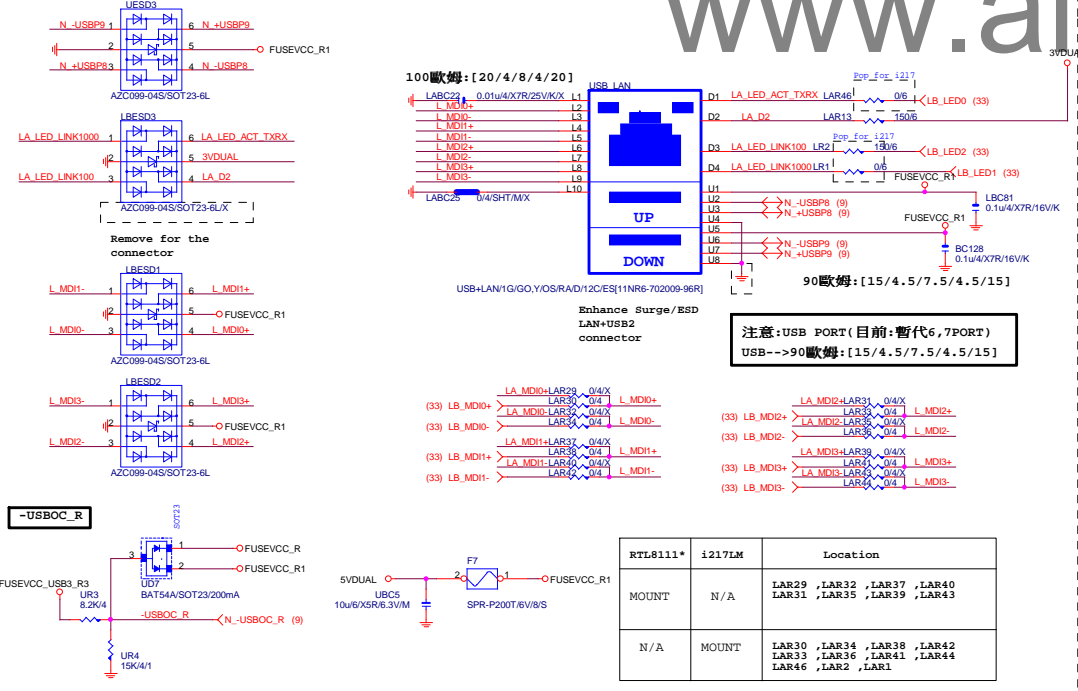 www.al
UESD3
N_-USBP9 1 6 N_+USBP9
2 5 FUSEVCC_R1
N_+USBP8 3 4 N_-USBP8
AZC099-04S/SOT23-6L
LBESD3
LA_LED_LINK1000 1 6 LA_LED_ACT_TXRX
2 5 3VDUAL
LA_LED_LINK100 3 4 LA_D2
AZC099-04S/SOT23-6L/X
Remove for the
connector
LBESD1
L_MDI1- 1 6 L_MDI1+
2 5 FUSEVCC_R1
L_MDI0- 3 4 L_MDI0+
AZC099-04S/SOT23-6L
LBESD2
L_MDI3- 1 6 L_MDI3+
2 5 FUSEVCC_R1
L_MDI2- 3 4 L_MDI2+
AZC099-04S/SOT23-6L
100歐姆:[20/4/8/4/20]
USB_LAN
LABC22 0.01u/4/X7R/25V/K/X L1
L_MDI0+ L2
L_MDI0- L3
L_MDI1+ L4
L_MDI1- L5
L_MDI2+ L6
L_MDI2- L7
L_MDI3+ L8
L_MDI3- L9
LABC25 0/4/SHT/M/X L10
UP
DOWN
3VDUAL
Pop for i217
D1 LA_LED_ACT_TXRX LAR46 0/6 LB_LED0 (33)
D2 LA_D2 LAR13 150/6
Pop for i217
D3 LA_LED_LINK100 LR2 150/6 LB_LED2 (33)
D4 LA_LED_LINK1000 LR1 0/6 LB_LED1 (33)
FUSEVCC_R1
U1
U2 N_-USBP8 (9)
U3 N_+USBP8 (9)
U4
U5
U6 N_-USBP9 (9)
U7 N_+USBP9 (9)
U8
LBC81
0.1u/4/X7R/16V/K
FUSEVCC_R1
BC128
0.1u/4/X7R/16V/K
90歐姆:[15/4.5/7.5/4.5/15]
USB+LAN/1G/GO,Y/OS/RA/D/12C/ES[11NR6-702009-96R]
Enhance Surge/ESD
LAN+USB2
connector
注意:USB PORT(目前:暫代6,7PORT)
USB-->90歐姆:[15/4.5/7.5/4.5/15]
LA_MDI0+ LAR29 0/4/X
(33) LB_MDI0+ LAR30 0/4 L_MDI0+
LA_MDI0- LAR32 0/4/X
(33) LB_MDI0- LAR34 0/4 L_MDI0-
LA_MDI1+ LAR37 0/4/X
(33) LB_MDI1+ LAR38 0/4 L_MDI1+
LA_MDI1- LAR40 0/4/X
(33) LB_MDI1- LAR42 0/4 L_MDI1-
LA_MDI2+ LAR31 0/4/X
(33) LB_MDI2+ LAR33 0/4 L_MDI2+
LA_MDI2- LAR35 0/4/X
(33) LB_MDI2- LAR36 0/4 L_MDI2-
LA_MDI3+ LAR39 0/4/X
(33) LB_MDI3+ LAR41 0/4 L_MDI3+
LA_MDI3- LAR43 0/4/X
(33) LB_MDI3- LAR44 0/4 L_MDI3-
-USBOC_R
SOT23
3 1 FUSEVCC_R
2 FUSEVCC_R1
UD7
BAT54A/SOT23/200mA
FUSEVCC_USB3_R3
UR3
8.2K/4
-USBOC_R N_-USBOC_R (9)
UR4
15K/4/1
F7
5VDUAL 2 1 FUSEVCC_R1
UBC5
10u/6/X5R/6.3V/M
SPR-P200T/6V/8/S
RTL8111* i217LM Location
MOUNT N/A LAR29 ,LAR32 ,LAR37 ,LAR40
LAR31 ,LAR35 ,LAR39 ,LAR43
N/A MOUNT LAR30 ,LAR34 ,LAR38 ,LAR42
LAR33 ,LAR36 ,LAR41 ,LAR44
LAR46 ,LAR2 ,LAR1